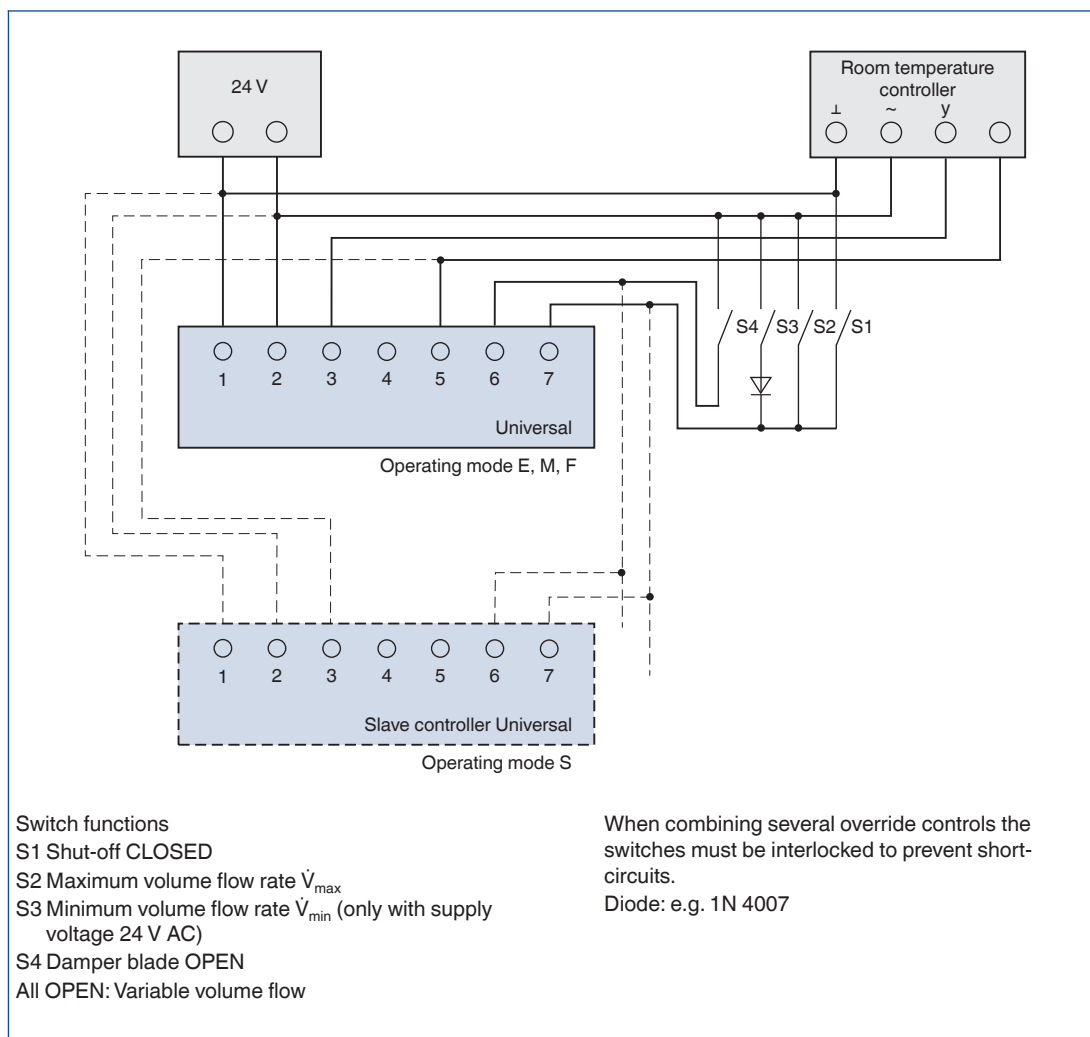 24 V
Room temperature
controller
⊥ ~ y
S4 S3 S2 S1
1 2 3 4 5 6 7
Universal
Operating mode E, M, F
1 2 3 4 5 6 7
Slave controller Universal
Operating mode S
Switch functions
S1 Shut-off CLOSED
S2 Maximum volume flow rate V̇max
S3 Minimum volume flow rate V̇min (only with supply
voltage 24 V AC)
S4 Damper blade OPEN
All OPEN: Variable volume flow
When combining several override controls the
switches must be interlocked to prevent short-
circuits.
Diode: e.g. 1N 4007